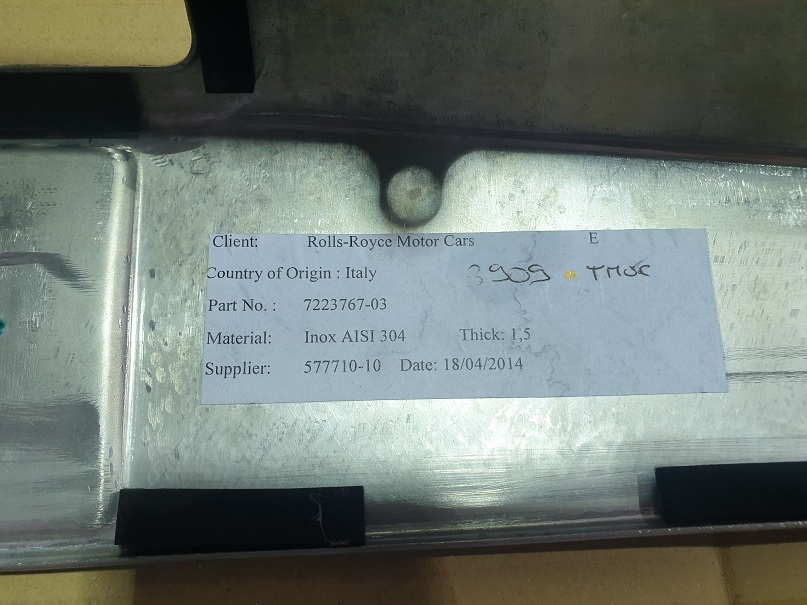 Client: Rolls-Royce Motor Cars E
Country of Origin : Italy 3909 . TMUC
Part No. : 7223767-03
Material: Inox AISI 304 Thick: 1,5
Supplier: 577710-10 Date: 18/04/2014